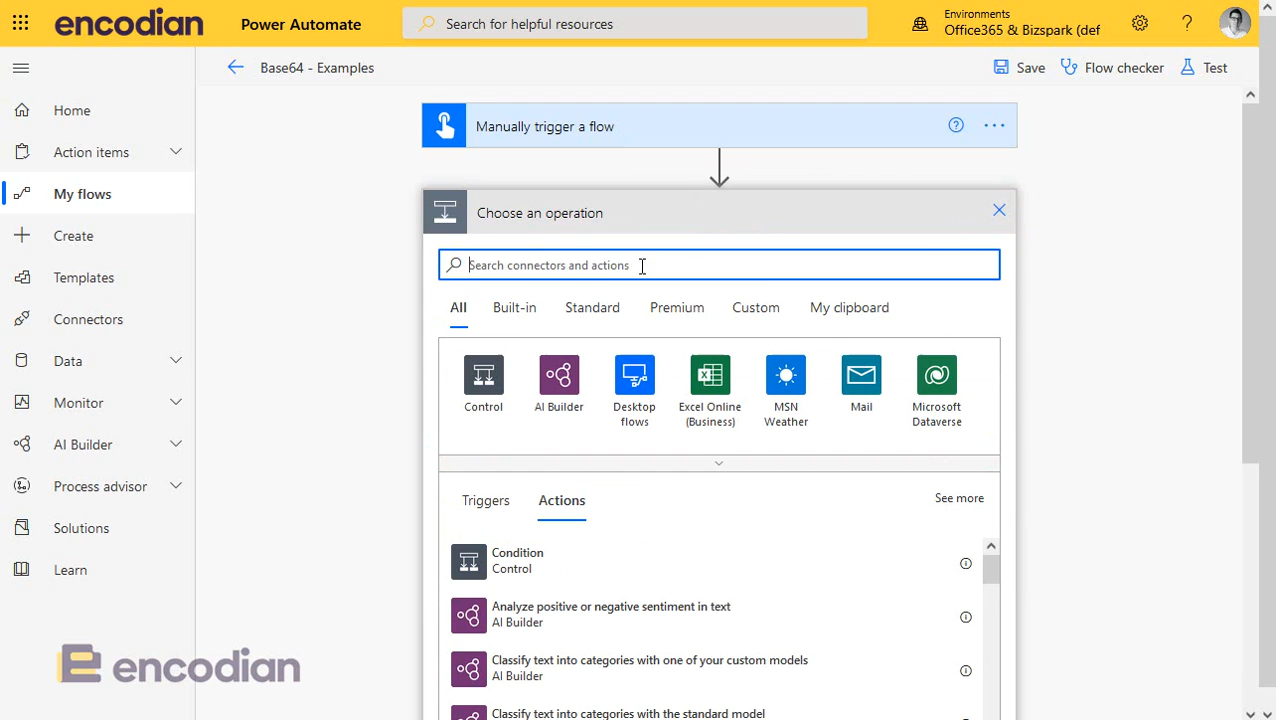 encodian
Power Automate
Search for helpful resources
Environments
Office365 & Bizspark (def
?
Base64 - Examples
Save
Flow checker
Test
Home
Action items
My flows
Create
Templates
Connectors
Data
Monitor
AI Builder
Process advisor
Solutions
Learn
Manually trigger a flow
Choose an operation
Search connectors and actions
All
Built-in
Standard
Premium
Custom
My clipboard
Control
AI Builder
Desktop
flows
Excel Online
(Business)
MSN
Weather
Mail
Microsoft
Dataverse
Triggers
Actions
See more
Condition
Control
Analyze positive or negative sentiment in text
AI Builder
Classify text into categories with one of your custom models
AI Builder
Classify text into categories with the standard model
encodian